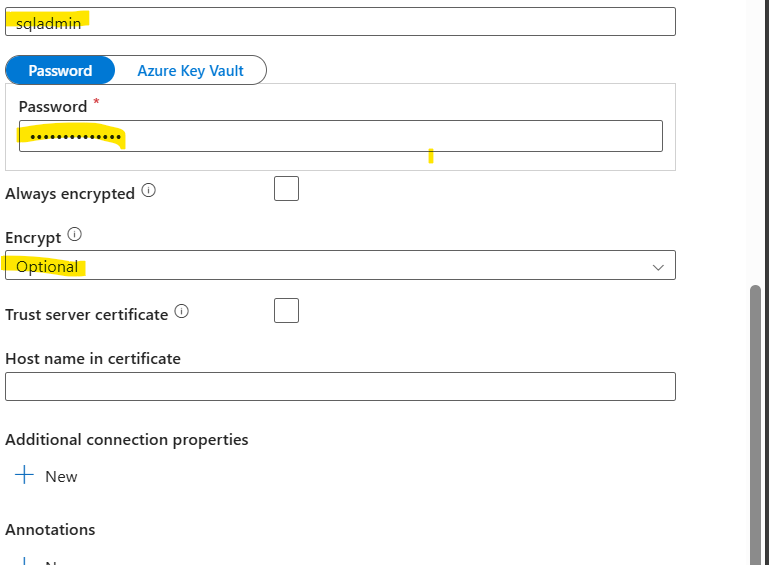 sqladmin
Password Azure Key Vault
Password *
••••••••••••••
Always encrypted
Encrypt
Optional
Trust server certificate
Host name in certificate
Additional connection properties
New
Annotations